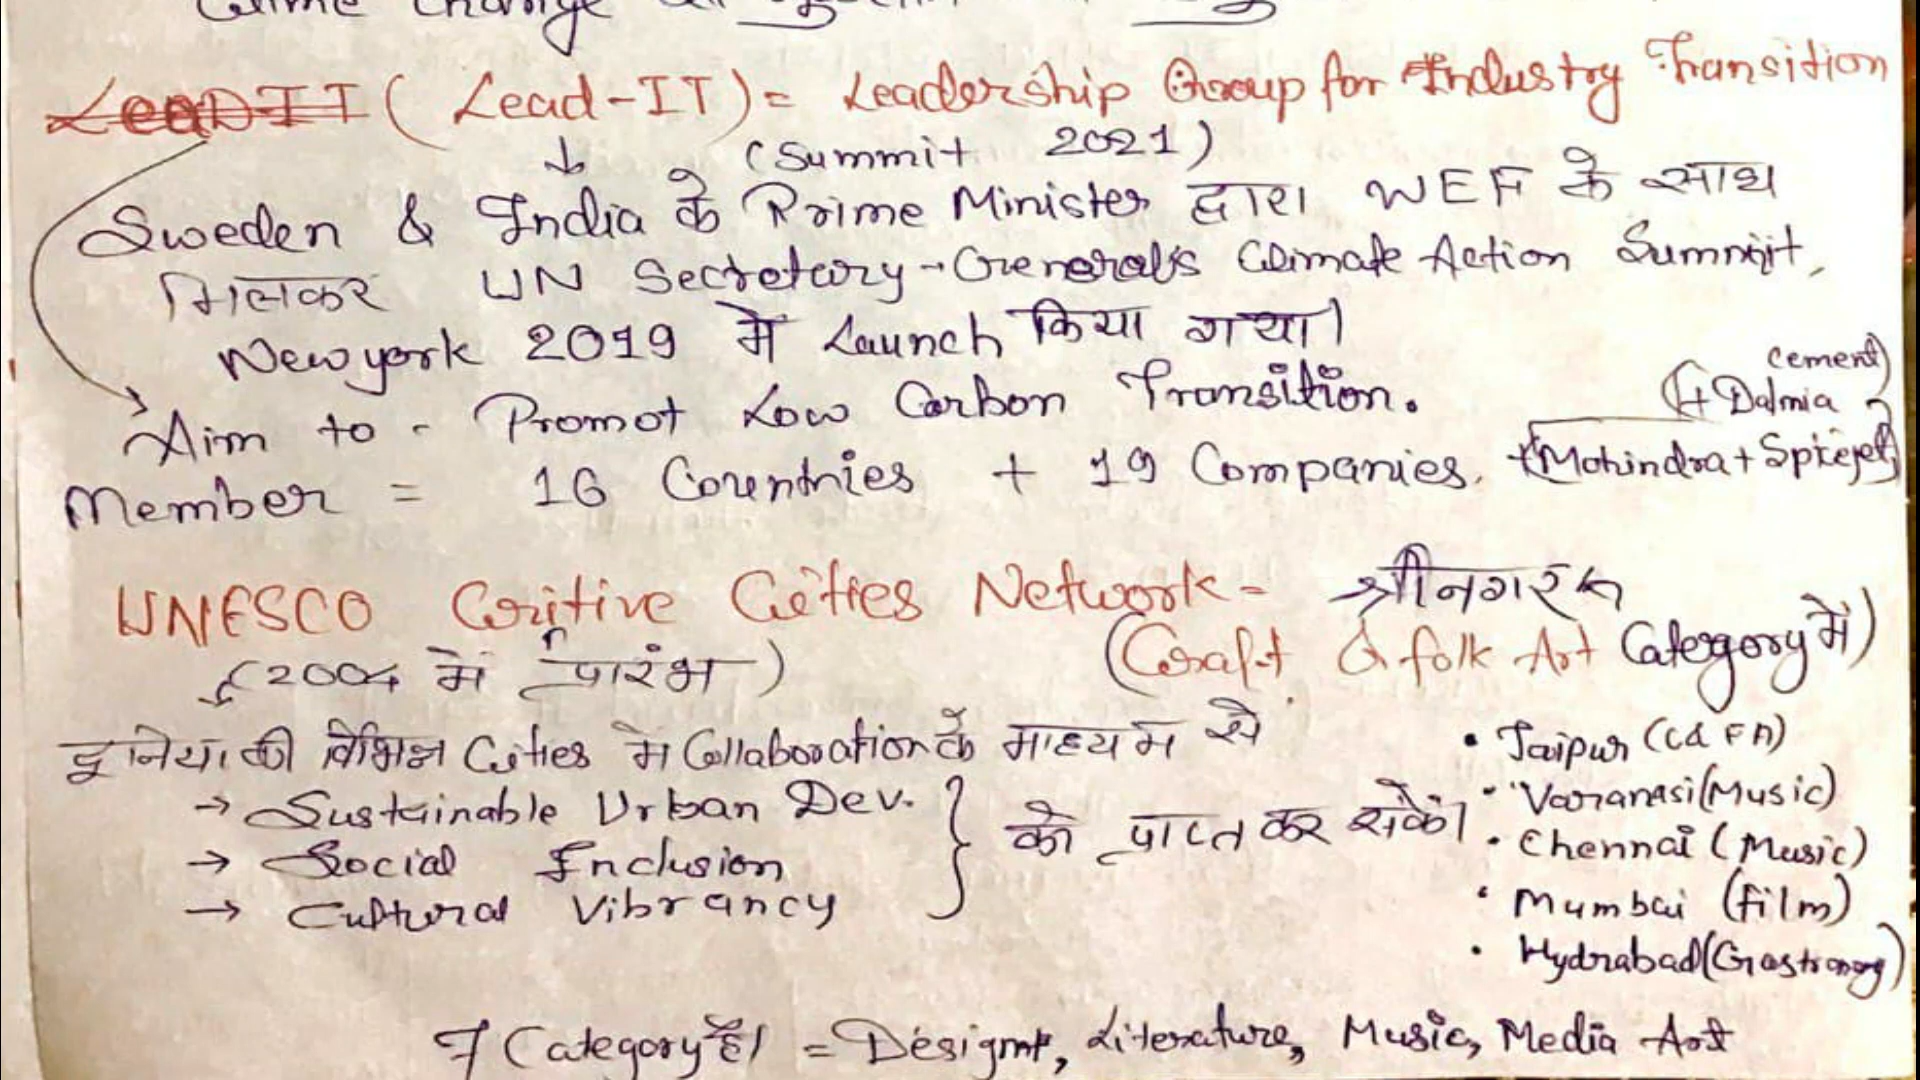 Change
LeaDIT ( Lead-IT) = Leadership Group for Industry Transition
(Summit 2021)
Sweden & India के Prime Minister द्वारा WEF के साथ
मिलकर UN Secretary-General's Climate Action Summit,
Newyork 2019 में Launch किया गया।
Aim to - Promot Low Carbon Transition.
(+ Dalmia cement)
Member = 16 Countries + 19 Companies. (Mohindra + Spicejet)
UNESCO Critive Cities Network - श्रीनगर
(2004 में प्रारंभ) (Craft & folk Art Category में)
दुनिया की विभिन्न Cities में Collaboration के माध्यम से
→ Sustainable Urban Dev.
→ Social Inclusion
→ Cultural Vibrancy
को प्राप्त कर सकें।
• Jaipur (C& FA)
• Varanasi (Music)
• Chennai (Music)
• Mumbai (film)
• Hydrabad (Gastronomy)
7 Category है। = Design, Literature, Music, Media Art